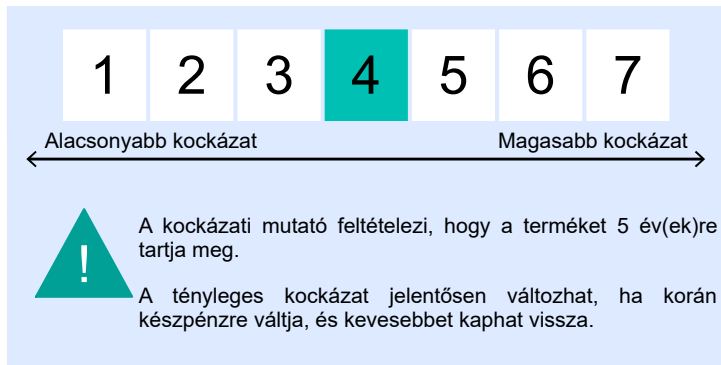 1 2 3 4 5 6 7
Alacsonyabb kockázat Magasabb kockázat
!
A kockázati mutató feltételezi, hogy a terméket 5 év(ek)re
tartja meg.
A tényleges kockázat jelentősen változhat, ha korán
készpénzre váltja, és kevesebbet kaphat vissza.